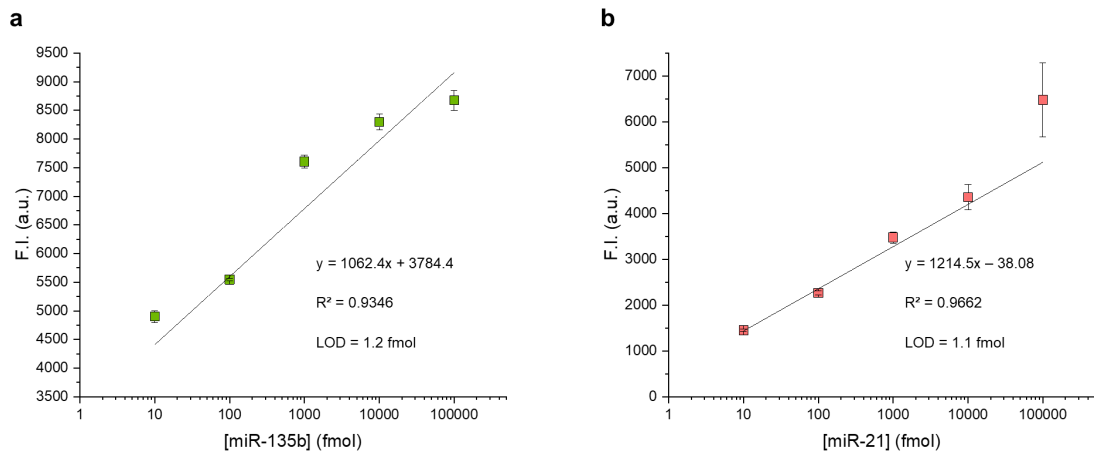 a
9500
9000
8500
8000
7500
7000
6500
6000
5500
5000
4500
4000
3500
F.I. (a.u.)
y = 1062.4x + 3784.4
R² = 0.9346
LOD = 1.2 fmol
1 10 100 1000 10000 100000
[miR-135b] (fmol)
b
7000
6000
5000
4000
3000
2000
1000
0
F.I. (a.u.)
y = 1214.5x – 38.08
R² = 0.9662
LOD = 1.1 fmol
1 10 100 1000 10000 100000
[miR-21] (fmol)